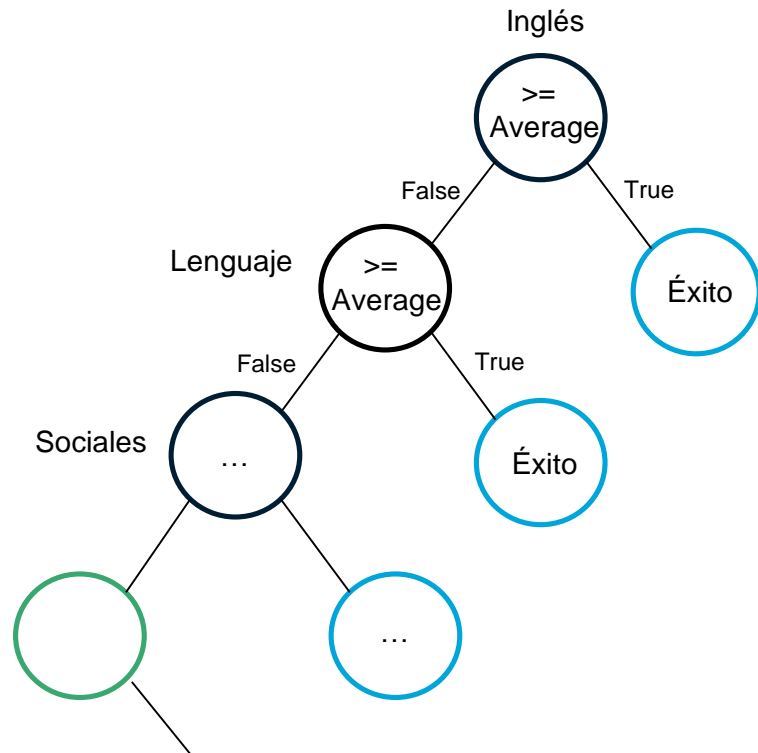 Inglés
>=
Average
False
True
Lenguaje
>=
Average
Éxito
False
True
Sociales
…
Éxito
…